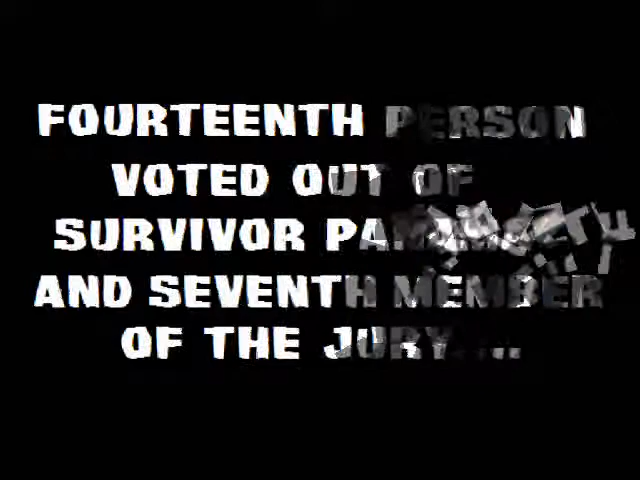 FOURTEENTH PERSON
VOTED OUT OF
SURVIVOR
AND SEVENTH MEMBER
OF THE JURY....